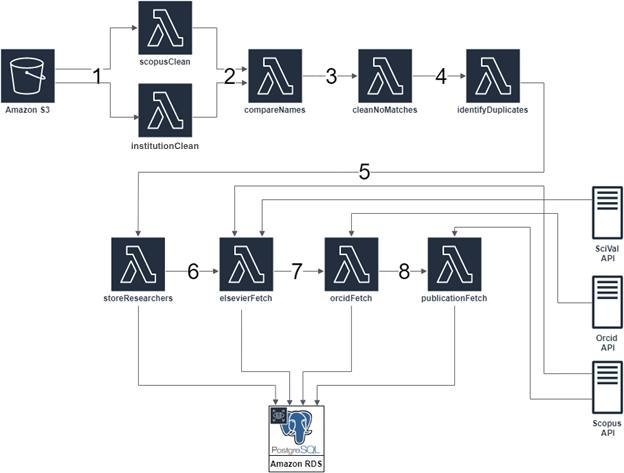 1
scopusClean
Amazon S3
institutionClean
2
compareNames
3
cleanNoMatches
4
identifyDuplicates
5
storeResearchers
6
elsevierFetch
7
orcidFetch
8
publicationFetch
SciVal
API
Orcid
API
Scopus
API
PostgreSQL
Amazon RDS